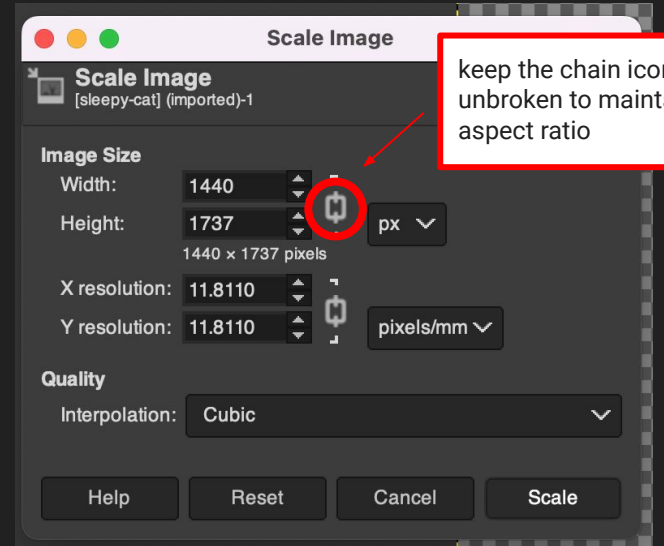 Scale Image
keep the chain
unbroken to
aspect ratio
Scale Image
[sleepy-cat] (imported)-1
Image Size
Width: 1440
Height: 1737 px
1440 × 1737 pixels
X resolution: 11.8110
Y resolution: 11.8110 pixels/mm
Quality
Interpolation: Cubic
Help Reset Cancel Scale